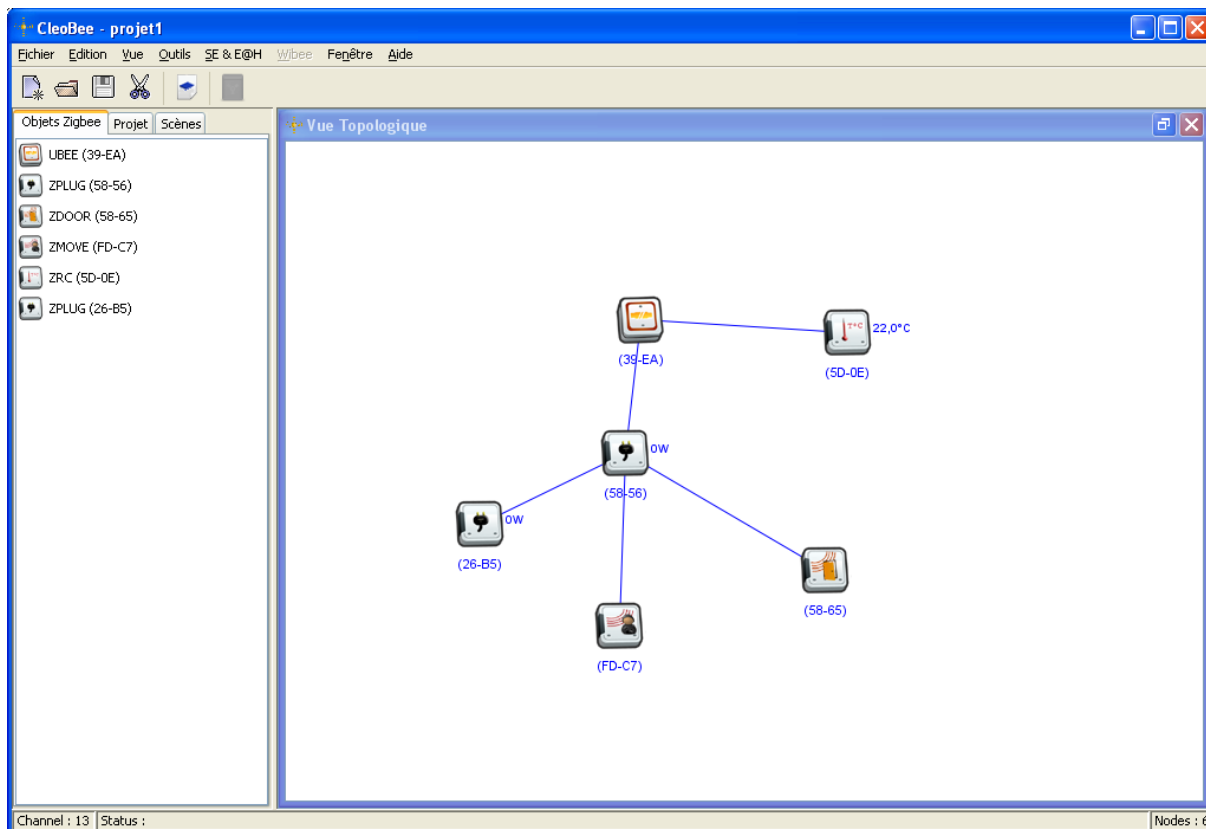 CleoBee - projet1
Fichier Edition Vue Outils SE & E@H Wibee Fenêtre Aide
Objets Zigbee Projet Scènes
UBEE (39-EA)
ZPLUG (58-56)
ZDOOR (58-65)
ZMOVE (FD-C7)
ZRC (5D-0E)
ZPLUG (26-B5)
Vue Topologique
(39-EA)
T°C
22,0°C
(5D-0E)
0W
(58-56)
0W
(26-B5)
(58-65)
(FD-C7)
Channel : 13 Status : Nodes : 6